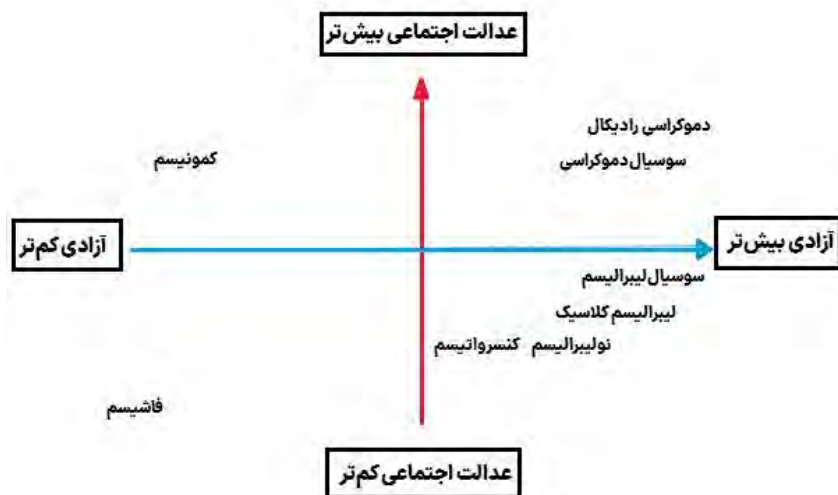 عدالت اجتماعی بیش‌تر
دموکراسی رادیکال
سوسیال‌دموکراسی
کمونیسم
آزادی بیش‌تر
آزادی کم‌تر
سوسیال‌لیبرالیسم
لیبرالیسم کلاسیک
کنسرواتیسم نولیبرالیسم
فاشیسم
عدالت اجتماعی کم‌تر